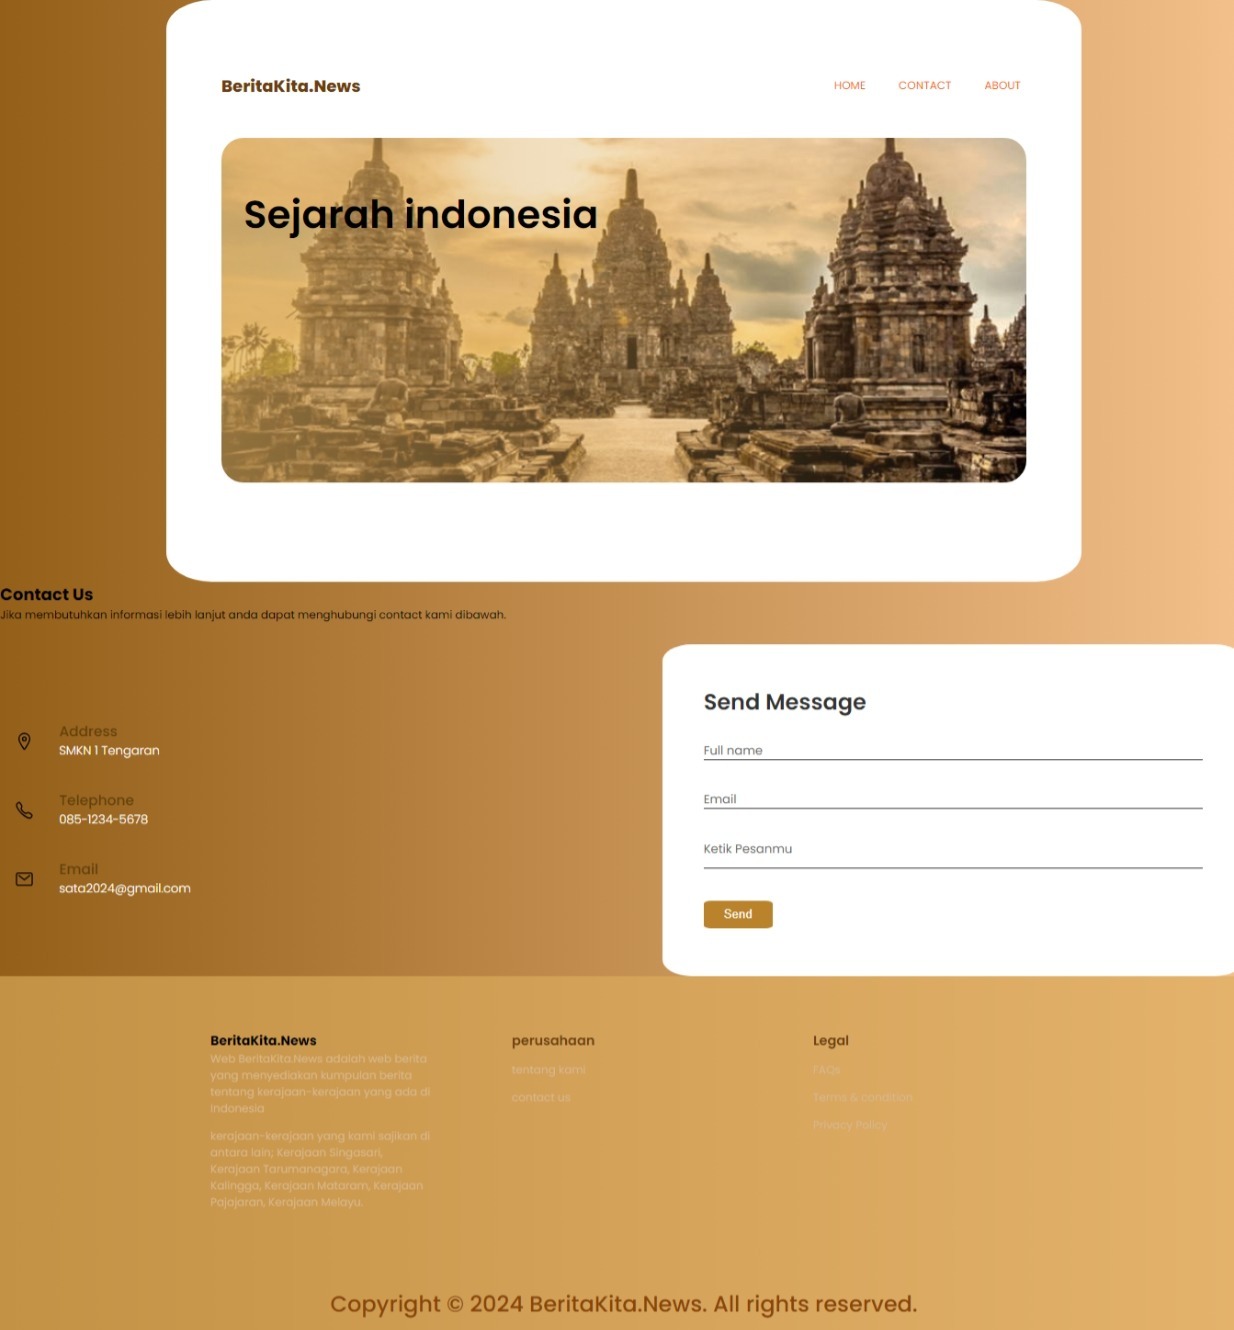 BeritaKita.News
HOME
CONTACT
ABOUT
Sejarah indonesia
Contact Us
Jika membutuhkan informasi lebih lanjut anda dapat menghubungi contact kami dibawah.
Address
SMKN 1 Tengaran
Telephone
085-1234-5678
Email
sata2024@gmail.com
Send Message
Full name
Email
Ketik Pesanmu
Send
BeritaKita.News
Web BeritaKita.News adalah web berita
yang menyediakan kumpulan berita
tentang kerajaan-kerajaan yang ada di
Indonesia
kerajaan-kerajaan yang kami sajikan di
antara lain; Kerajaan Singasari,
Kerajaan Tarumanagara, Kerajaan
Kalingga, Kerajaan Mataram, Kerajaan
Pajajaran, Kerajaan Melayu.
perusahaan
tentang kami
contact us
Legal
FAQs
Terms & condition
Privacy Policy
Copyright © 2024 BeritaKita.News. All rights reserved.